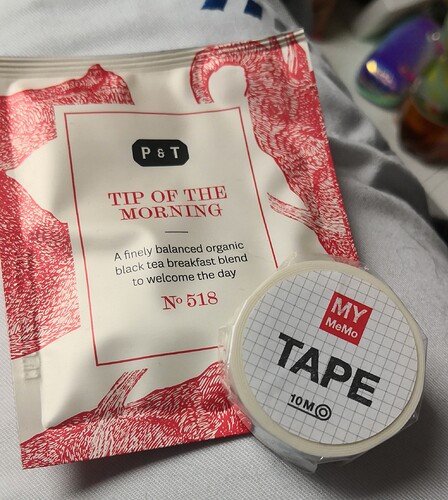 P & T
TIP OF THE
MORNING
A finely balanced organic
black tea breakfast blend
to welcome the day
Nº 518
MY
MeMo
TAPE
10M